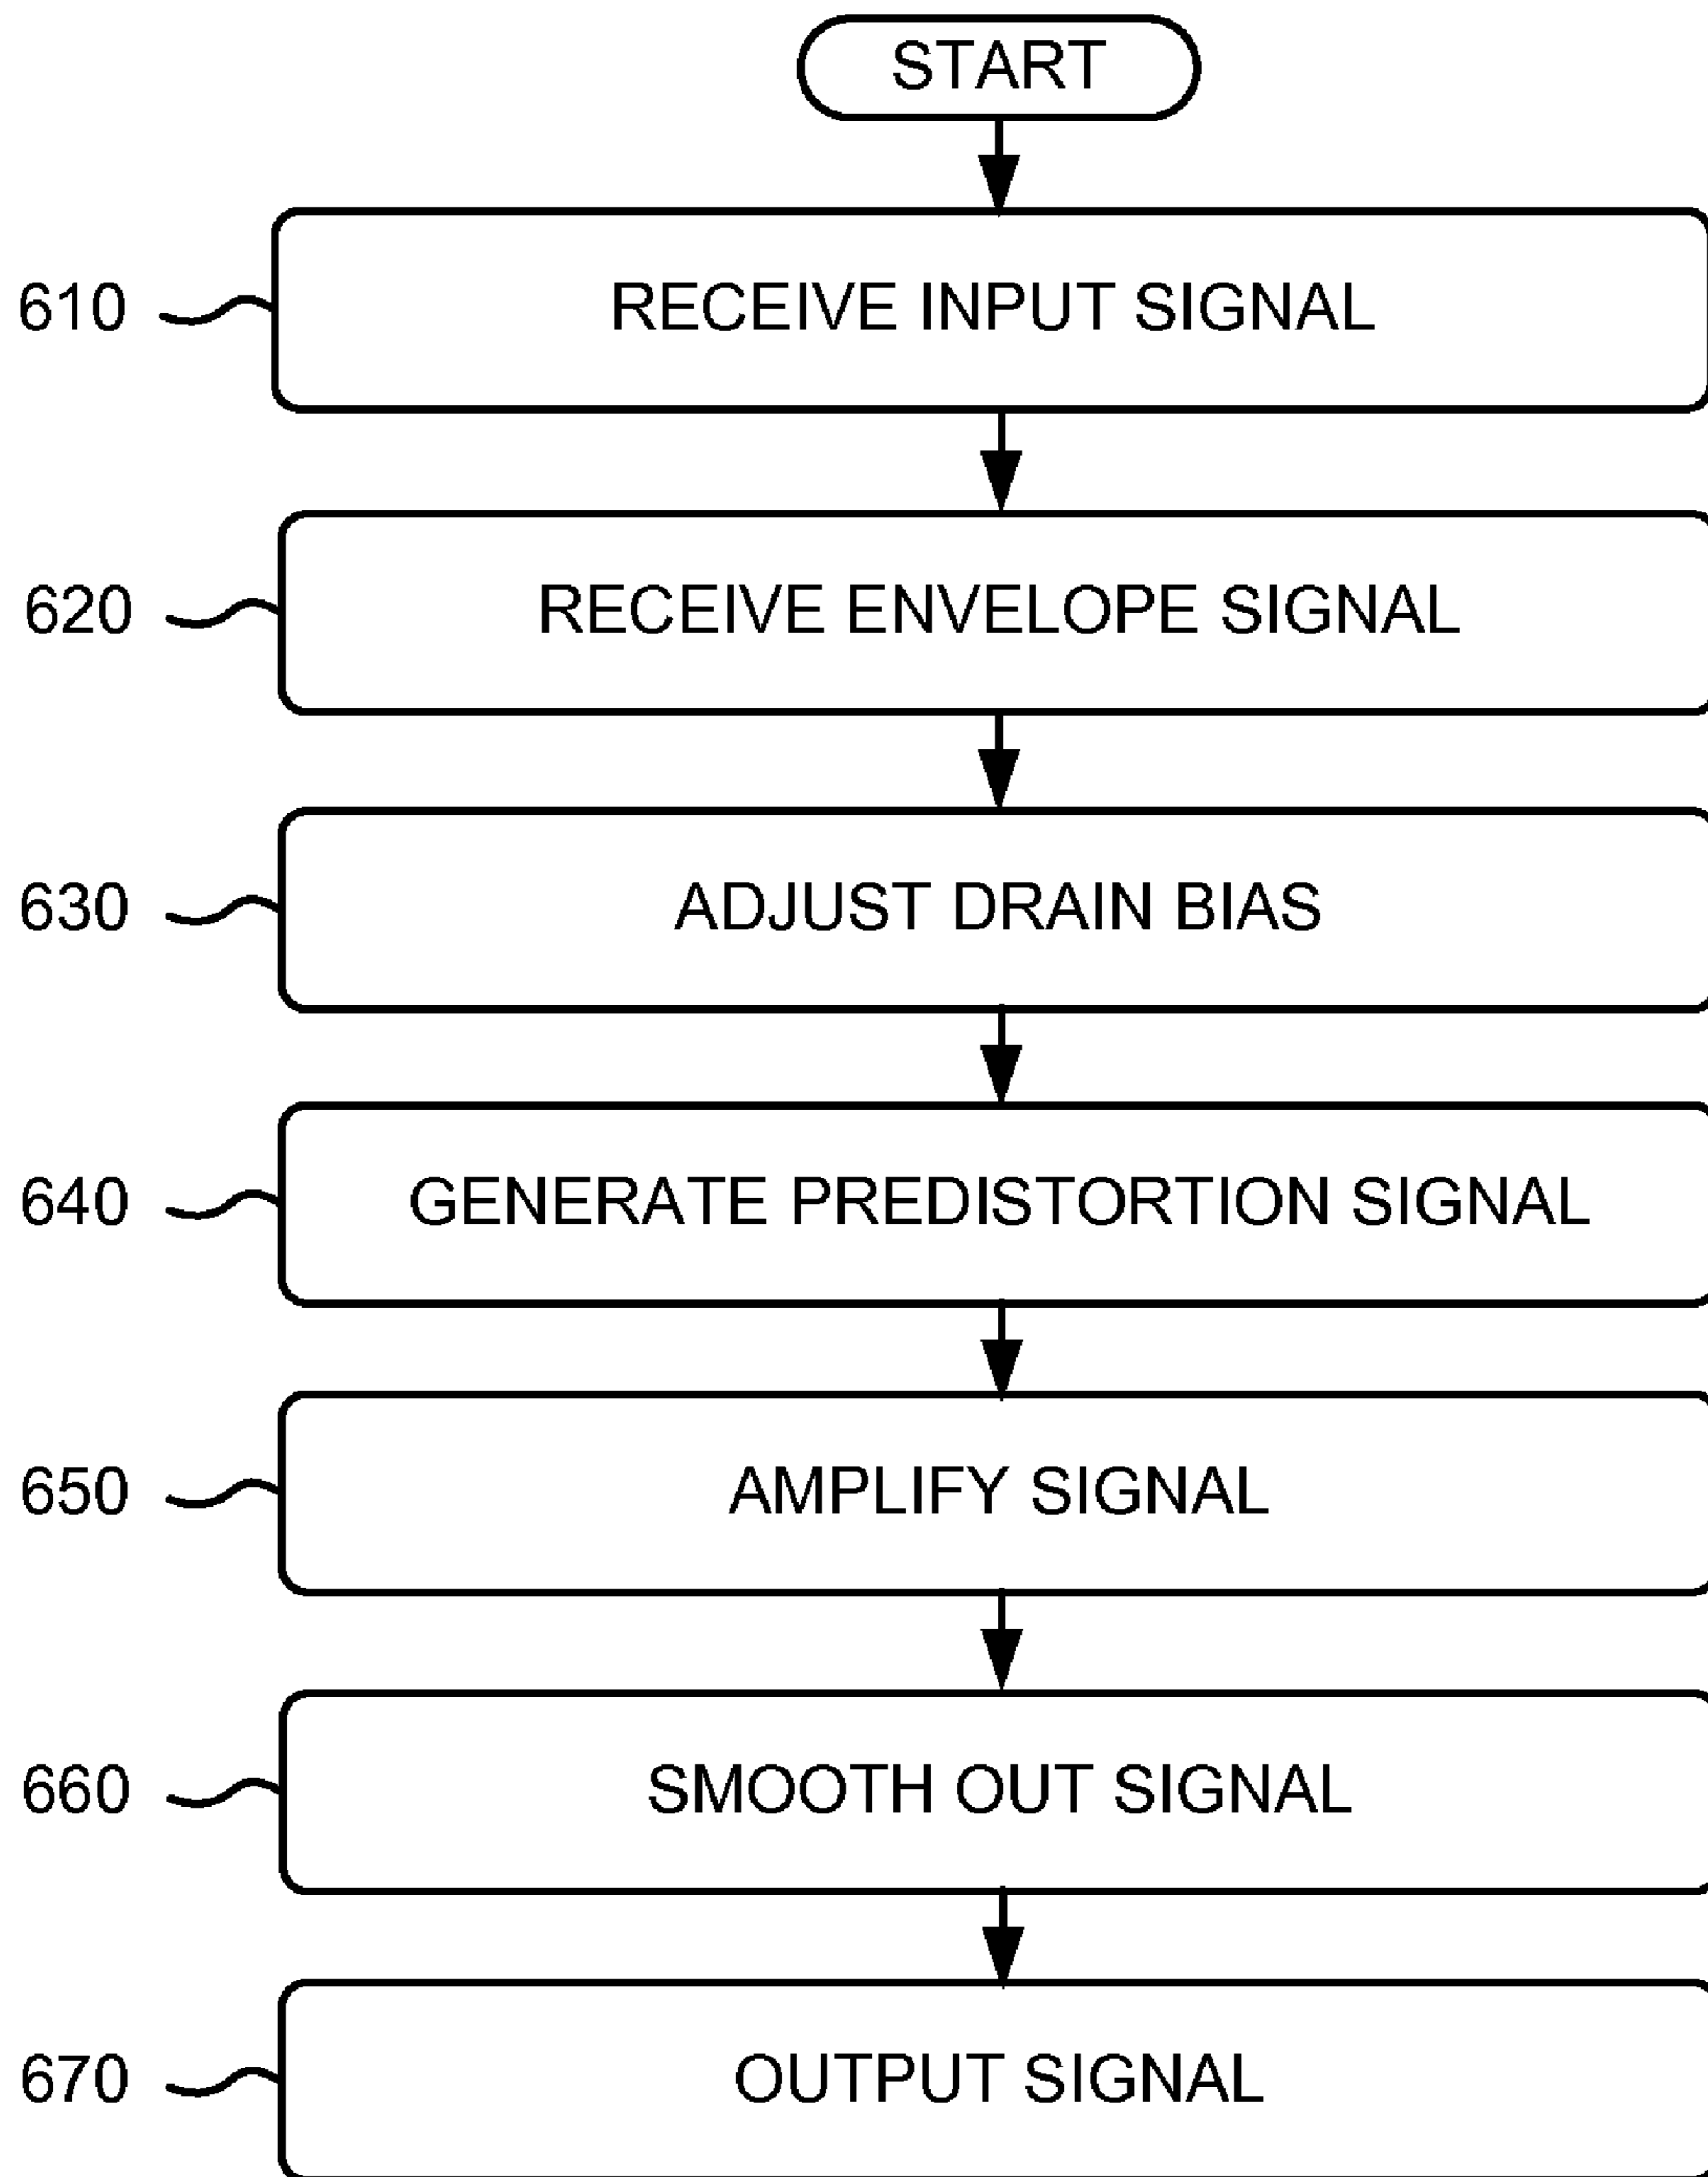 START
610 RECEIVE INPUT SIGNAL
620 RECEIVE ENVELOPE SIGNAL
630 ADJUST DRAIN BIAS
640 GENERATE PREDISTORTION SIGNAL
650 AMPLIFY SIGNAL
660 SMOOTH OUT SIGNAL
670 OUTPUT SIGNAL